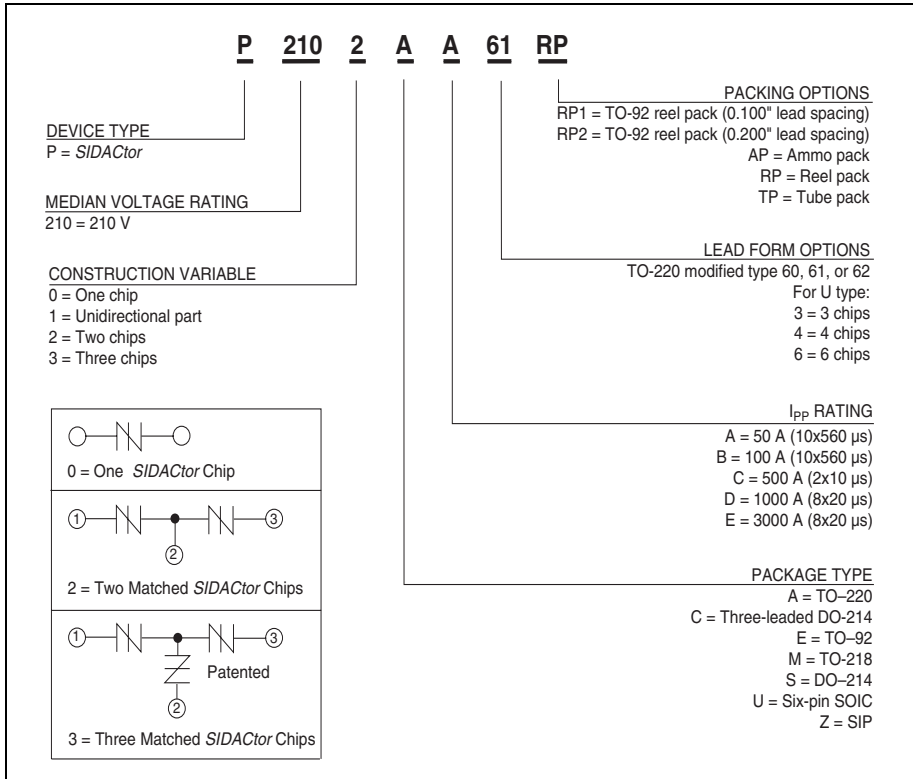 P 210 2 A A 61 RP
PACKING OPTIONS
RP1 = TO-92 reel pack (0.100" lead spacing)
RP2 = TO-92 reel pack (0.200" lead spacing)
AP = Ammo pack
RP = Reel pack
TP = Tube pack
DEVICE TYPE
P = SIDACtor
MEDIAN VOLTAGE RATING
210 = 210 V
LEAD FORM OPTIONS
TO-220 modified type 60, 61, or 62
For U type:
3 = 3 chips
4 = 4 chips
6 = 6 chips
CONSTRUCTION VARIABLE
0 = One chip
1 = Unidirectional part
2 = Two chips
3 = Three chips
IPP RATING
A = 50 A (10x560 µs)
B = 100 A (10x560 µs)
C = 500 A (2x10 µs)
D = 1000 A (8x20 µs)
E = 3000 A (8x20 µs)
0 = One SIDACtor Chip
1 3
2
2 = Two Matched SIDACtor Chips
1 3
Patented
2
3 = Three Matched SIDACtor Chips
PACKAGE TYPE
A = TO–220
C = Three-leaded DO-214
E = TO–92
M = TO-218
S = DO–214
U = Six-pin SOIC
Z = SIP